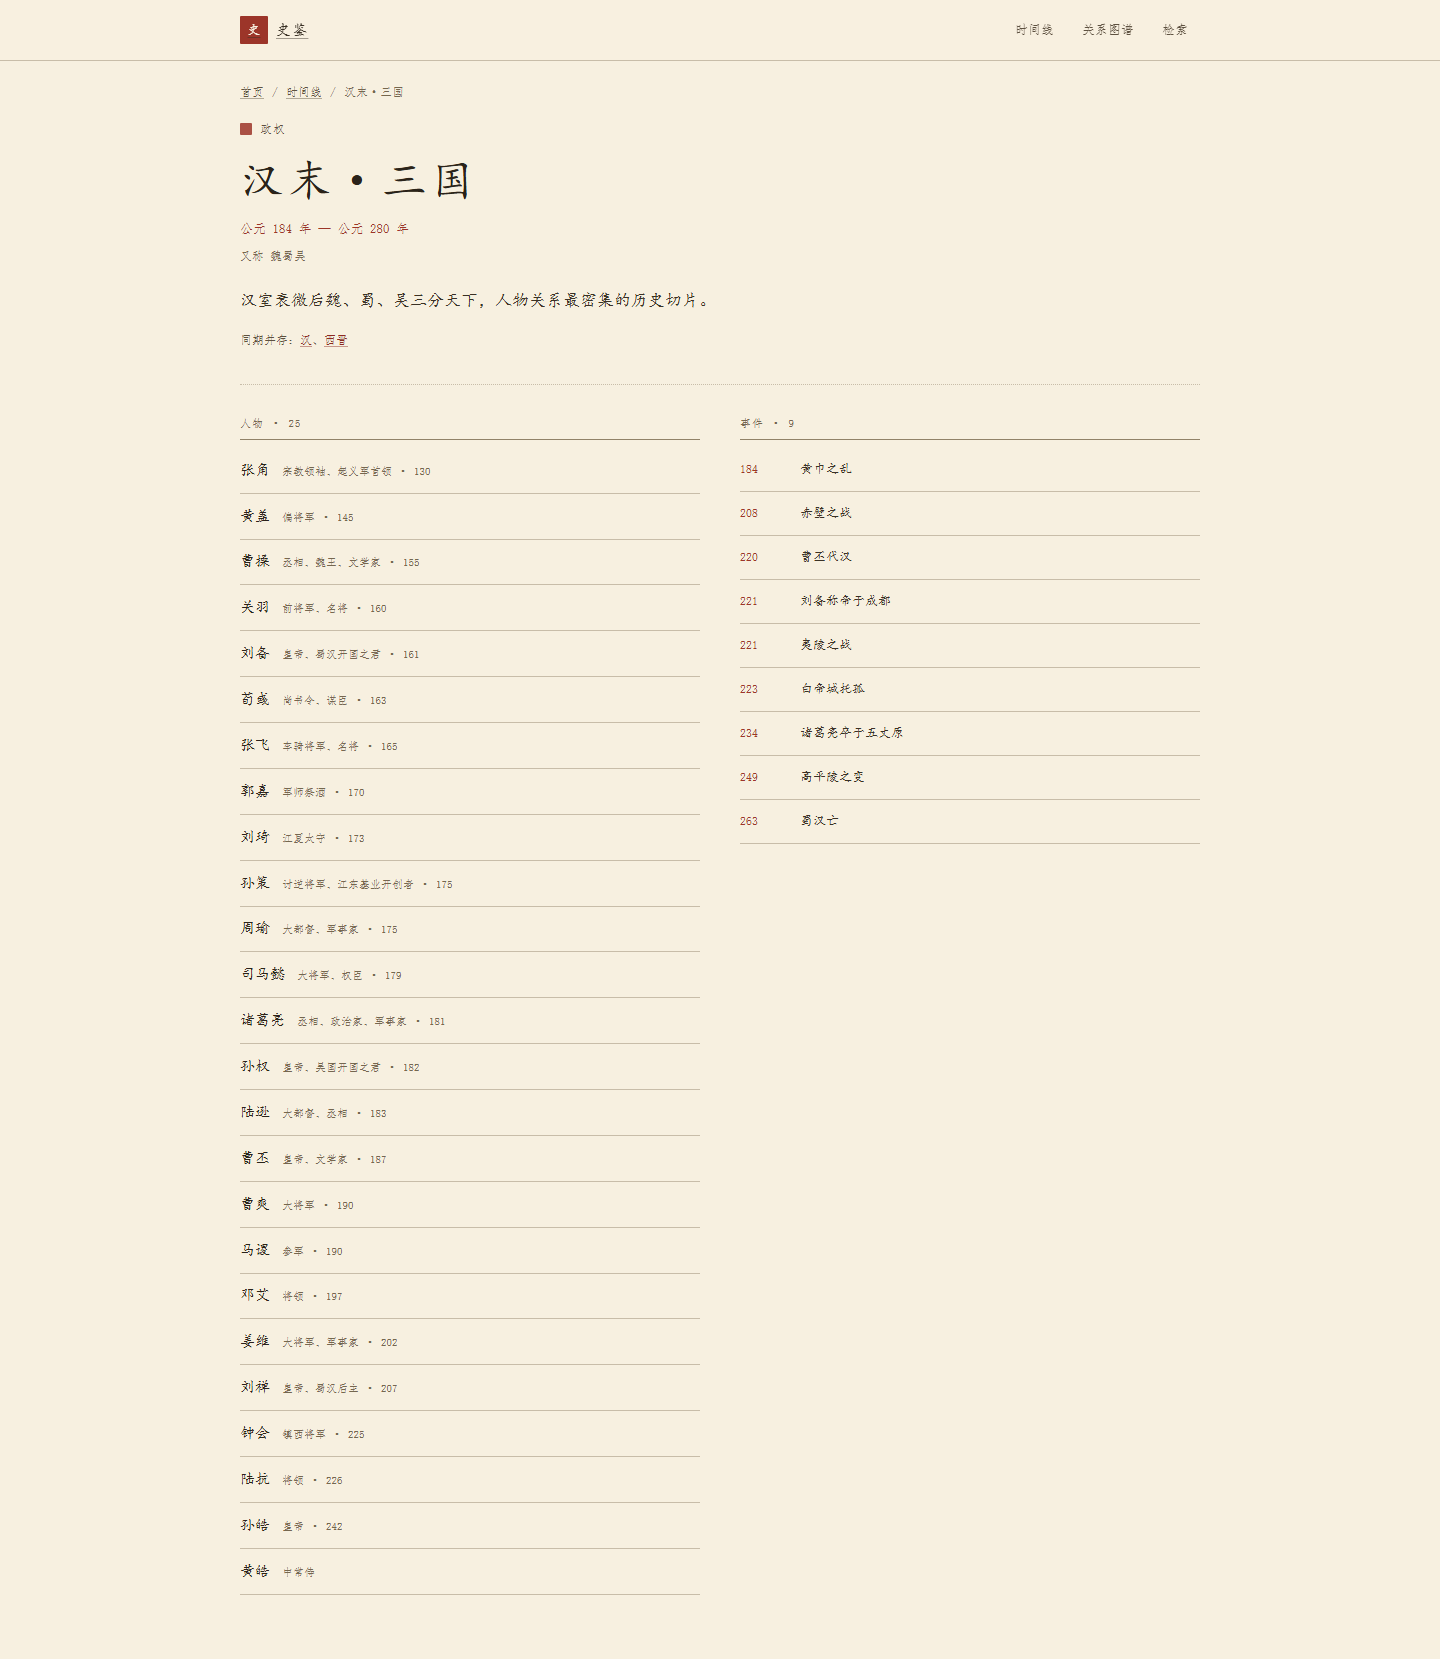 史 史鉴 时间线 关系图谱 检索
首页 / 时间线 / 汉末·三国
政权
汉末·三国
公元 184 年 — 公元 280 年
又称 魏蜀吴
汉室衰微后魏、蜀、吴三分天下，人物关系最密集的历史切片。
同期并存：汉、西晋
人物 · 25
张角 宗教领袖、起义军首领 · 130
黄盖 偏将军 · 145
曹操 丞相、魏王、文学家 · 155
关羽 前将军、名将 · 160
刘备 皇帝、蜀汉开国之君 · 161
荀彧 尚书令、谋臣 · 163
张飞 车骑将军、名将 · 165
郭嘉 军师祭酒 · 170
刘琦 江夏太守 · 173
孙策 讨逆将军、江东基业开创者 · 175
周瑜 大都督、军事家 · 175
司马懿 大将军、权臣 · 179
诸葛亮 丞相、政治家、军事家 · 181
孙权 皇帝、吴国开国之君 · 182
陆逊 大都督、丞相 · 183
曹丕 皇帝、文学家 · 187
曹爽 大将军 · 190
马谡 参军 · 190
邓艾 将领 · 197
姜维 大将军、军事家 · 202
刘禅 皇帝、蜀汉后主 · 207
钟会 镇西将军 · 225
陆抗 将领 · 226
孙皓 皇帝 · 242
黄皓 中常侍
事件 · 9
184 黄巾之乱
208 赤壁之战
220 曹丕代汉
221 刘备称帝于成都
221 夷陵之战
223 白帝城托孤
234 诸葛亮卒于五丈原
249 高平陵之变
263 蜀汉亡